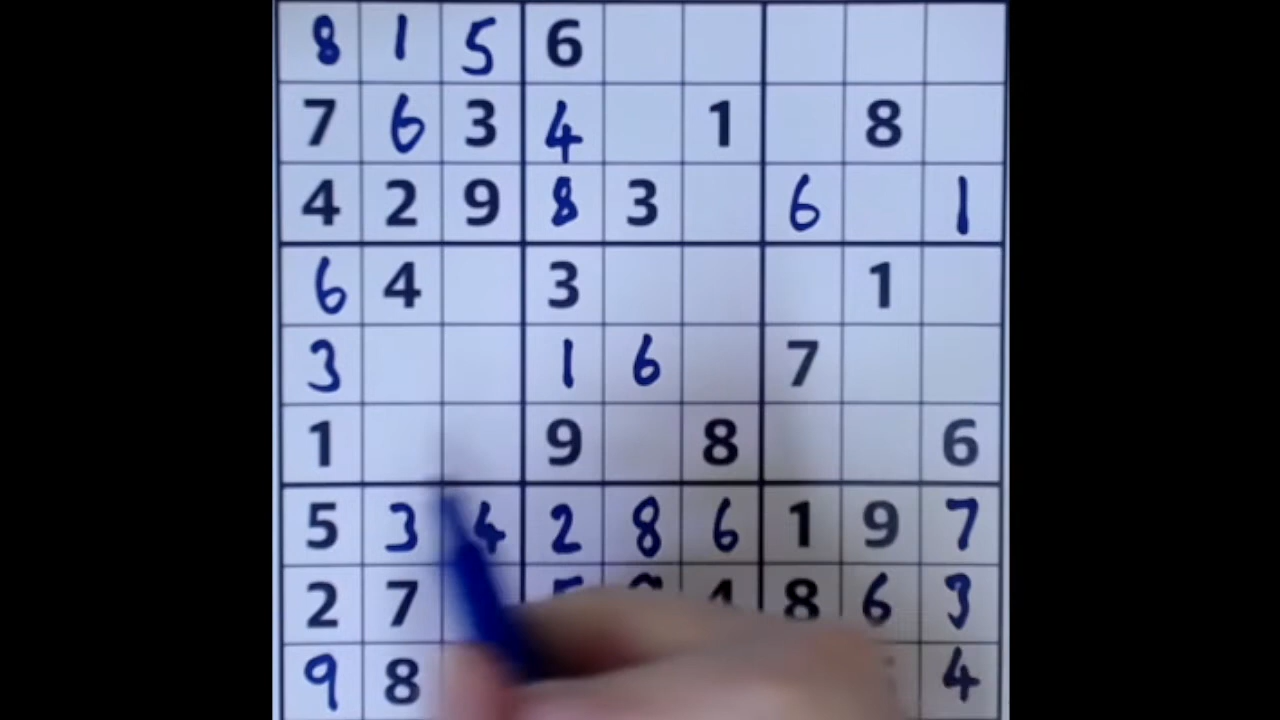 8 1 5 6
7 6 3 4 1 8
4 2 9 8 3 6 1
6 4 3 1
3 1 6 7
1 9 8 6
5 3 4 2 8 6 1 9 7
2 7 8 6 3
9 8 4